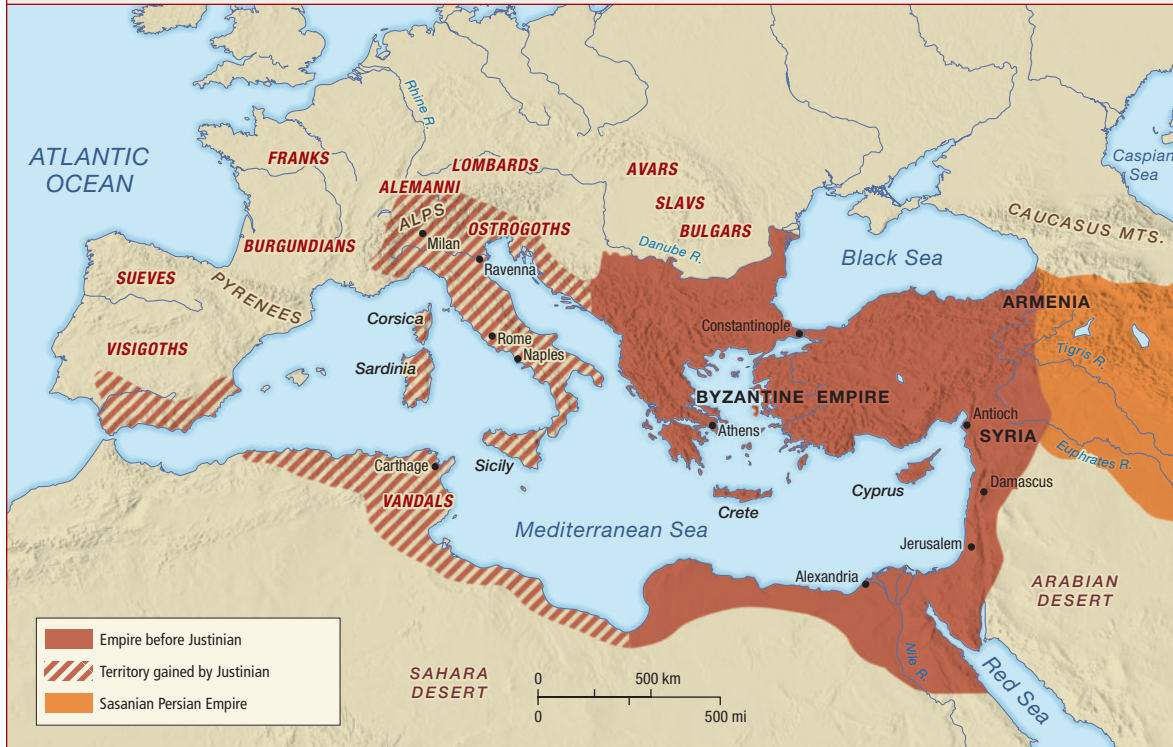 ATLANTIC
OCEAN
Rhine R.
FRANKS
LOMBARDS
AVARS
ALEMANNI
SLAVS
ALPS
OSTROGOTHS
BULGARS
BURGUNDIANS
Milan
Danube R.
Ravenna
Caspian
Sea
CAUCASUS MTS.
Black Sea
SUEVES
PYRENEES
VISIGOTHS
Corsica
Rome
Naples
Sardinia
Constantinople
ARMENIA
Tigris R.
BYZANTINE EMPIRE
Athens
Antioch
SYRIA
Euphrates R.
Carthage
Sicily
VANDALS
Crete
Cyprus
Damascus
Mediterranean Sea
Jerusalem
Alexandria
ARABIAN
DESERT
Nile R.
Red Sea
SAHARA
DESERT
0 500 km
0 500 mi
Empire before Justinian
Territory gained by Justinian
Sasanian Persian Empire